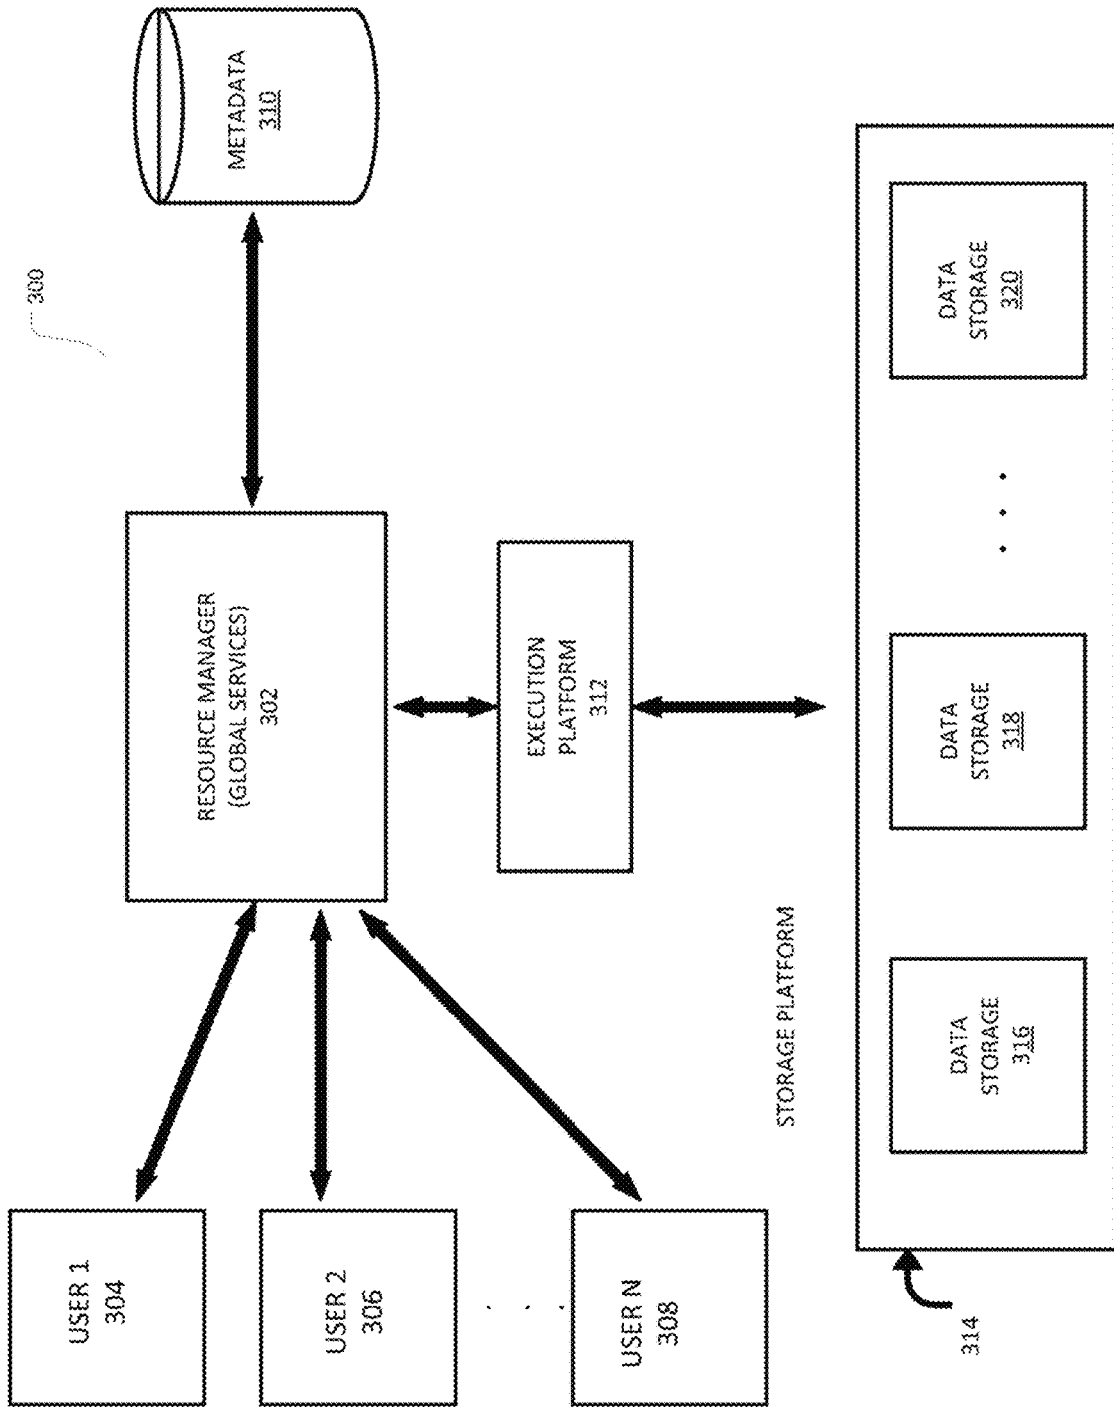 300
USER 1
304
USER 2
306
. . .
USER N
308
RESOURCE MANAGER
(GLOBAL SERVICES)
302
METADATA
310
EXECUTION
PLATFORM
312
STORAGE PLATFORM
314
DATA
STORAGE
316
DATA
STORAGE
318
. . .
DATA
STORAGE
320